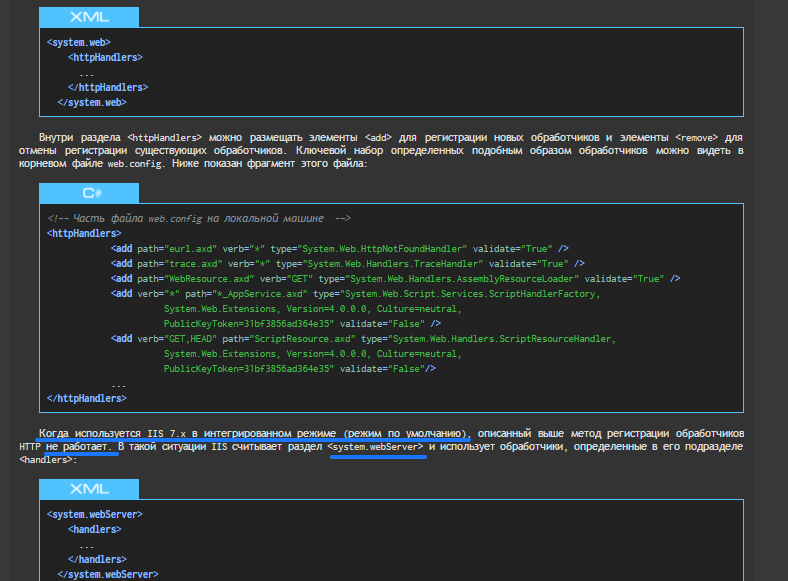 XML
<system.web>
<httpHandlers>
...
</httpHandlers>
</system.web>
Внутри раздела <httpHandlers> можно размещать элементы <add> для регистрации новых обработчиков и элементы <remove> для
отмены регистрации существующих обработчиков. Ключевой набор определенных подобным образом обработчиков можно видеть в
корневом файле web.config. Ниже показан фрагмент этого файла:
C#
<!-- Часть файла web.config на локальной машине -->
<httpHandlers>
<add path="eurl.axd" verb="*" type="System.Web.HttpNotFoundHandler" validate="True" />
<add path="trace.axd" verb="*" type="System.Web.Handlers.TraceHandler" validate="True" />
<add path="WebResource.axd" verb="GET" type="System.Web.Handlers.AssemblyResourceLoader" validate="True" />
<add verb="*" path="*_AppService.axd" type="System.Web.Script.Services.ScriptHandlerFactory,
System.Web.Extensions, Version=4.0.0.0, Culture=neutral,
PublicKeyToken=31bf3856ad364e35" validate="False" />
<add verb="GET,HEAD" path="ScriptResource.axd" type="System.Web.Handlers.ScriptResourceHandler,
System.Web.Extensions, Version=4.0.0.0, Culture=neutral,
PublicKeyToken=31bf3856ad364e35" validate="False"/>
...
</httpHandlers>
Когда используется IIS 7.x в интегрированном режиме (режим по умолчанию), описанный выше метод регистрации обработчиков
HTTP не работает. В такой ситуации IIS считывает раздел <system.webServer> и использует обработчики, определенные в его подразделе
<handlers>:
XML
<system.webServer>
<handlers>
...
</handlers>
</system.webServer>